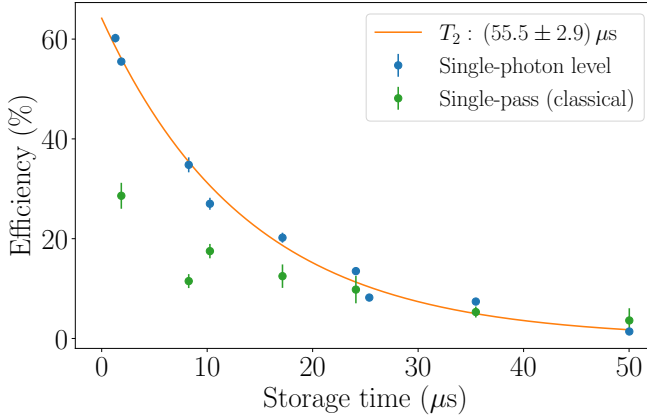 T₂ : (55.5 ± 2.9) μs
Single-photon level
Single-pass (classical)
Efficiency (%)
60
40
20
0
0 10 20 30 40 50
Storage time (μs)